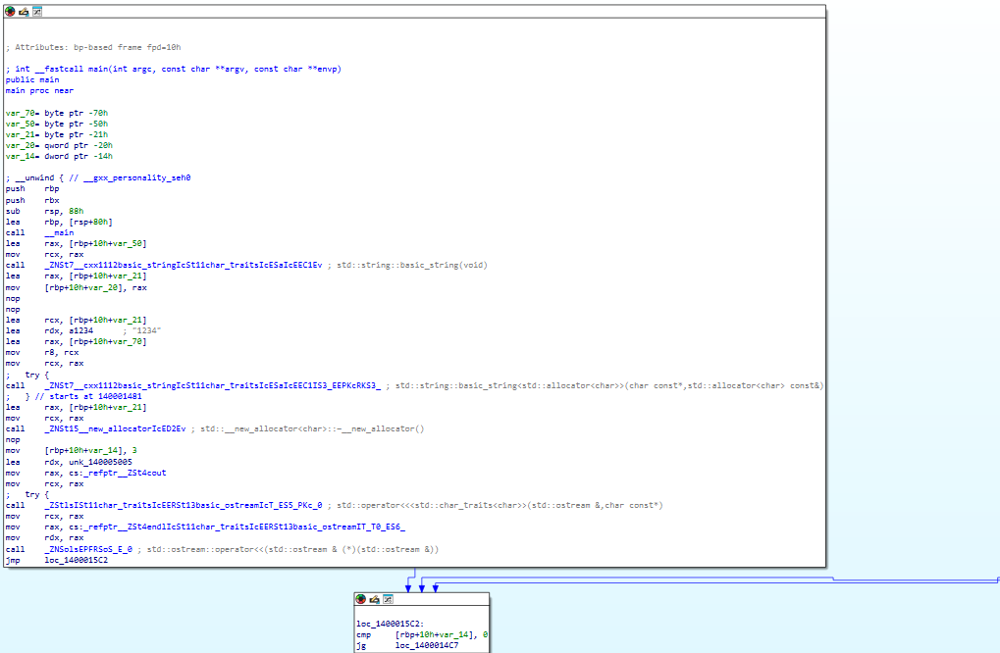 ; Attributes: bp-based frame fpd=10h
; int __fastcall main(int argc, const char **argv, const char **envp)
public main
main proc near
var_70= byte ptr -70h
var_50= byte ptr -50h
var_21= byte ptr -21h
var_20= qword ptr -20h
var_14= dword ptr -14h
; __unwind { // __gxx_personality_seh0
push rbp
push rbx
sub rsp, 88h
lea rbp, [rsp+80h]
call __main
lea rax, [rbp+10h+var_50]
mov rcx, rax
call _ZNSt7__cxx1112basic_stringIcSt11char_traitsIcESaIcEEC1Ev ; std::string::basic_string(void)
lea rax, [rbp+10h+var_21]
mov [rbp+10h+var_20], rax
nop
nop
lea rcx, [rbp+10h+var_21]
lea rdx, a1234 ; "1234"
lea rax, [rbp+10h+var_70]
mov r8, rcx
mov rcx, rax
; try {
call _ZNSt7__cxx1112basic_stringIcSt11char_traitsIcESaIcEEC1IS3_EEPKcRKS3_ ; std::string::basic_string<std::allocator<char>>(char const*,std::allocator<char> const&)
; } // starts at 140001481
lea rax, [rbp+10h+var_21]
mov rcx, rax
call _ZNSt15__new_allocatorIcED2Ev ; std::__new_allocator<char>::~__new_allocator()
nop
mov [rbp+10h+var_14], 3
lea rdx, unk_140005005
mov rax, cs:_refptr__ZSt4cout
mov rcx, rax
; try {
call _ZStlsISt11char_traitsIcEERSt13basic_ostreamIcT_ES5_PKc_0 ; std::operator<<<std::char_traits<char>>(std::ostream &,char const*)
mov rcx, rax
mov rax, cs:_refptr__ZSt4endlIcSt11char_traitsIcEERSt13basic_ostreamIT_T0_ES6_
mov rdx, rax
call _ZNSolsEPFRSoS_E_0 ; std::ostream::operator<<(std::ostream & (*)(std::ostream &))
jmp loc_1400015C2
loc_1400015C2:
cmp [rbp+10h+var_14], 0
jg loc_1400014C7